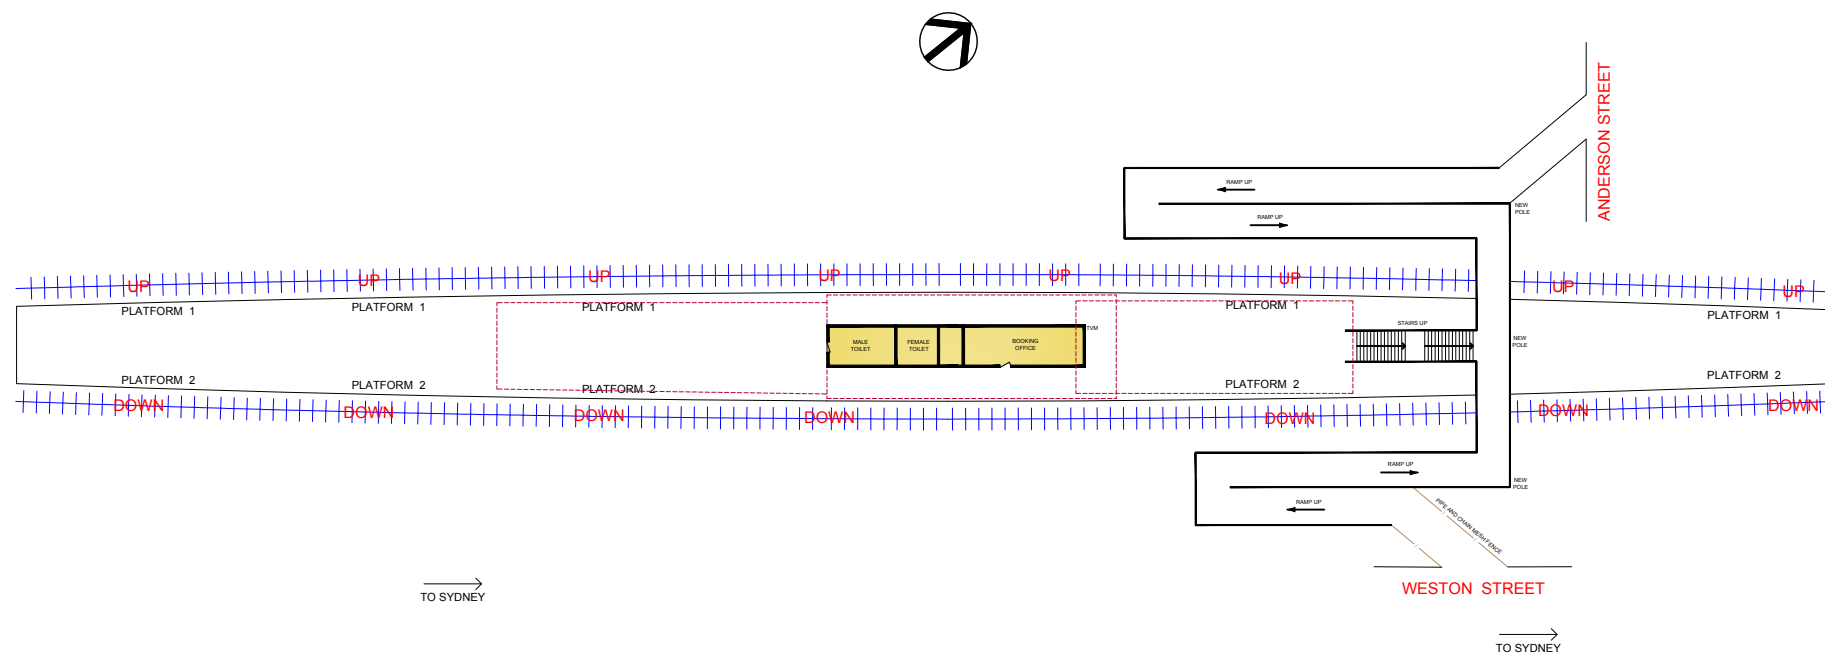 ANDERSON STREET
RAMP UP
NEW
POLE
RAMP UP
UP
UP
UP
UP
UP
UP
UP
UP
PLATFORM 1
PLATFORM 1
PLATFORM 1
PLATFORM 1
PLATFORM 1
STAIRS UP
TVM
MALE
TOILET
FEMALE
TOILET
BOOKING
OFFICE
NEW
POLE
PLATFORM 2
PLATFORM 2
PLATFORM 2
PLATFORM 2
PLATFORM 2
DOWN
DOWN
DOWN
DOWN
DOWN
DOWN
DOWN
RAMP UP
NEW
POLE
RAMP UP
PIPE AND CHAIN MESH FENCE
TO SYDNEY
WESTON STREET
TO SYDNEY